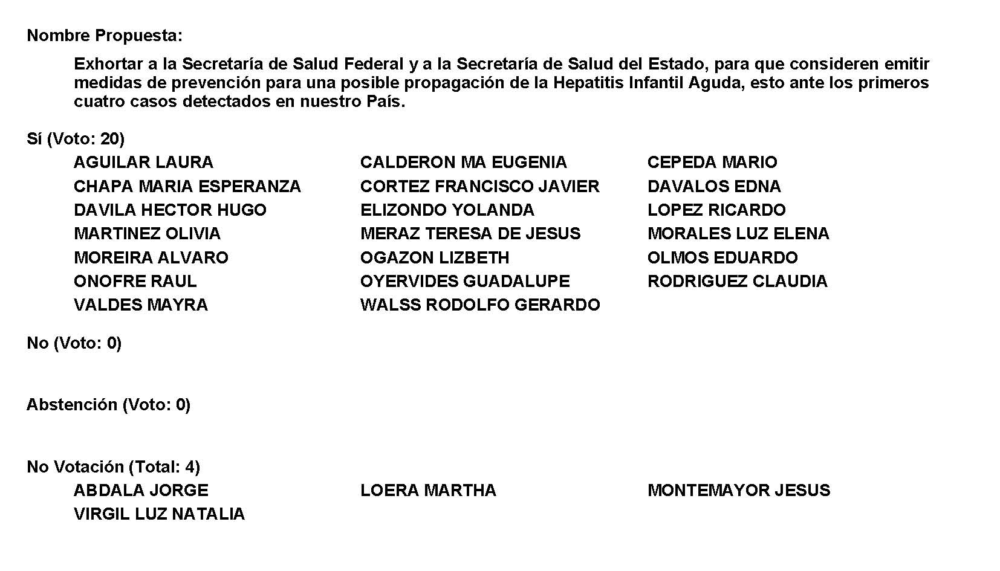 Nombre Propuesta:
Exhortar a la Secretaría de Salud Federal y a la Secretaría de Salud del Estado, para que consideren emitir
medidas de prevención para una posible propagación de la Hepatitis Infantil Aguda, esto ante los primeros
cuatro casos detectados en nuestro País.
Sí (Voto: 20)
AGUILAR LAURA CALDERON MA EUGENIA CEPEDA MARIO
CHAPA MARIA ESPERANZA CORTEZ FRANCISCO JAVIER DAVALOS EDNA
DAVILA HECTOR HUGO ELIZONDO YOLANDA LOPEZ RICARDO
MARTINEZ OLIVIA MERAZ TERESA DE JESUS MORALES LUZ ELENA
MOREIRA ALVARO OGAZON LIZBETH OLMOS EDUARDO
ONOFRE RAUL OYERVIDES GUADALUPE RODRIGUEZ CLAUDIA
VALDES MAYRA WALSS RODOLFO GERARDO
No (Voto: 0)
Abstención (Voto: 0)
No Votación (Total: 4)
ABDALA JORGE LOERA MARTHA MONTEMAYOR JESUS
VIRGIL LUZ NATALIA